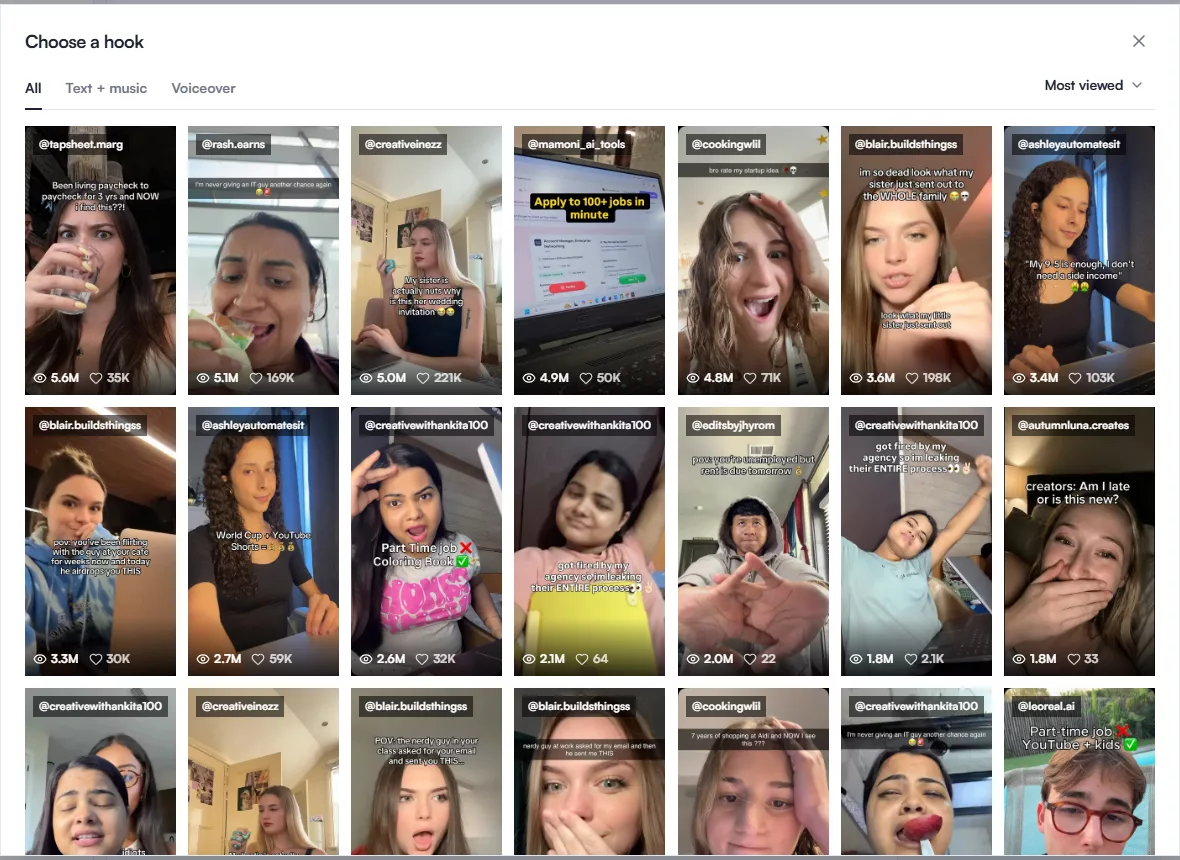 Choose a hook
All
Text + music
Voiceover
Most viewed
@tapsheet.marg
Been living paycheck to
paycheck for 3 yrs and NOW
i find this??!
5.6M
35K
@rash.earns
I'm never giving an IT guy another chance again
5.1M
169K
@creativeinezz
My sister is
actually nuts why
is this her wedding
invitation
5.0M
221K
@mamoni_ai_tools
Apply to 100+ jobs in
minute
4.9M
50K
@cookingwlil
bro rate my startup idea
4.8M
71K
@blair.buildsthingss
im so dead look what my
sister just sent out to
the WHOLE family
look what my little
sister just sent out
3.6M
198K
@ashleyautomatesit
"My 9-5 is enough, I don't
need a side income"
3.4M
103K
@blair.buildsthingss
pov: you've been flirting
with the guy at your cafe
for weeks now and today
he airdrops you THIS
3.3M
30K
@ashleyautomatesit
World Cup + YouTube
Shorts =
2.7M
59K
@creativewithankita100
Part Time job ❌
Coloring Book ✅
2.6M
32K
@creativewithankita100
got fired by my
agency so im leaking
their ENTIRE process
2.1M
64
@editsbyjhyrom
pov: you're unemployed but
rent is due tomorrow
2.0M
22
@creativewithankita100
got fired by my
agency so im leaking
their ENTIRE process
1.8M
2.1K
@autumnluna.creates
creators: Am I late
or is this new?
1.8M
33
@creativewithankita100
idiots
@creativeinezz
@blair.buildsthingss
POV: the nerdy guy in your
class asked for your email
and sent you THIS...
@blair.buildsthingss
nerdy guy at work asked for my email and then
he sent me THIS
@cookingwlil
7 years of shopping at Aldi and NOW I see
this ???
@creativewithankita100
I'm never giving an IT guy another chance again
@leoreal.ai
Part-time job ❌
YouTube + kids ✅